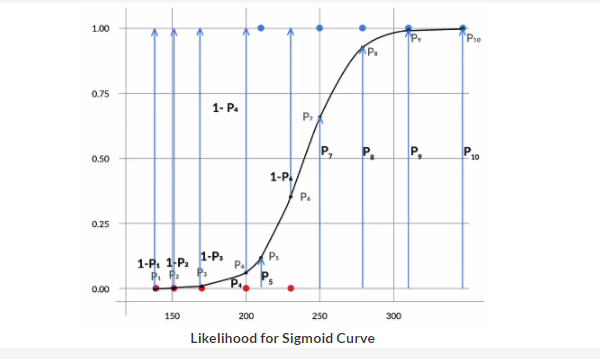 1.00
P₉
P₁₀
P₈
0.75
1- P₄
P₇
0.50
P₇
P₈
P₉
P₁₀
1-P₆
P₆
0.25
1-P₁ 1-P₂ 1-P₃
P₁ P₂ P₃ P₄ P₅
P₄ P₅
0.00
150 200 250 300
Likelihood for Sigmoid Curve